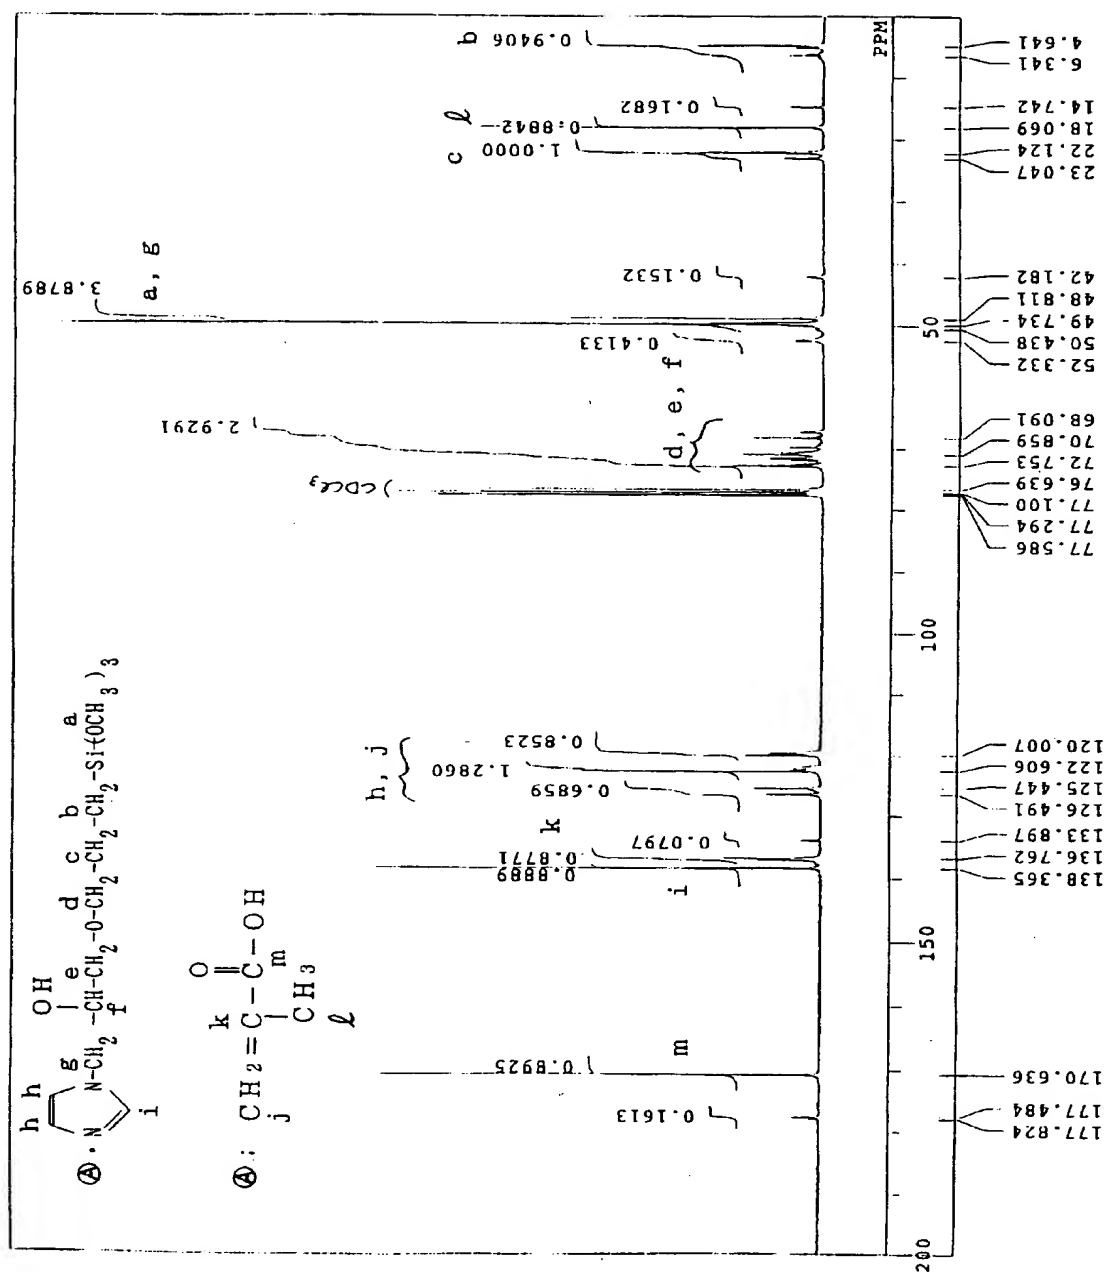 OH
h h g e d c b a
Ⓐ・N N-CH2-CH-CH2-O-CH2-CH2-CH2-Si(OCH3)3
i f
O
k
Ⓐ: CH2=C-C-OH
j m
CH3
ℓ
m
i
k
h, j
)CDCℓ3
d, e, f
a, g
c
ℓ
b
0.1613
0.8925
0.8889
0.8771
0.0797
0.6859
1.2860
0.8523
2.9291
0.4133
3.8789
0.1532
1.0000
0.8842
0.1682
0.9406
PPM
50
100
150
200
4.641
6.341
14.742
18.069
22.124
23.047
42.182
48.811
49.734
50.438
52.332
68.091
70.859
72.753
76.639
77.100
77.294
77.586
120.007
122.606
125.447
126.491
133.897
136.762
138.365
170.636
177.484
177.824